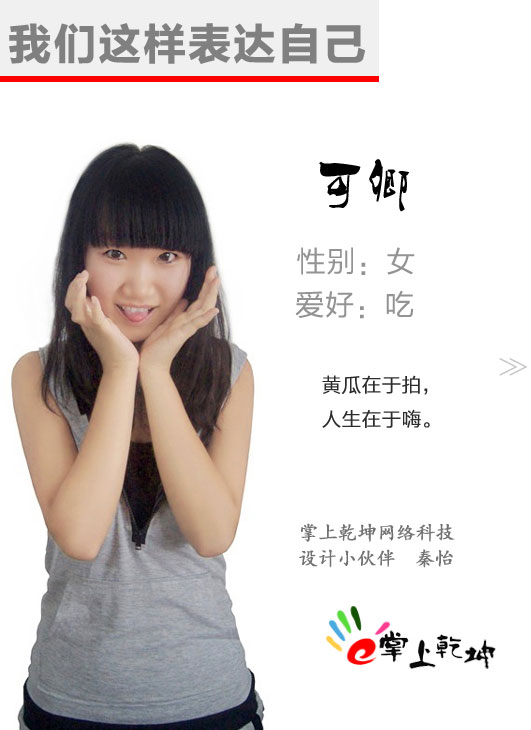 我们这样表达自己
可卿
性别：女
爱好：吃
>>
黄瓜在于拍，
人生在于嗨。
掌上乾坤网络科技
设计小伙伴 秦怡
e掌上乾坤